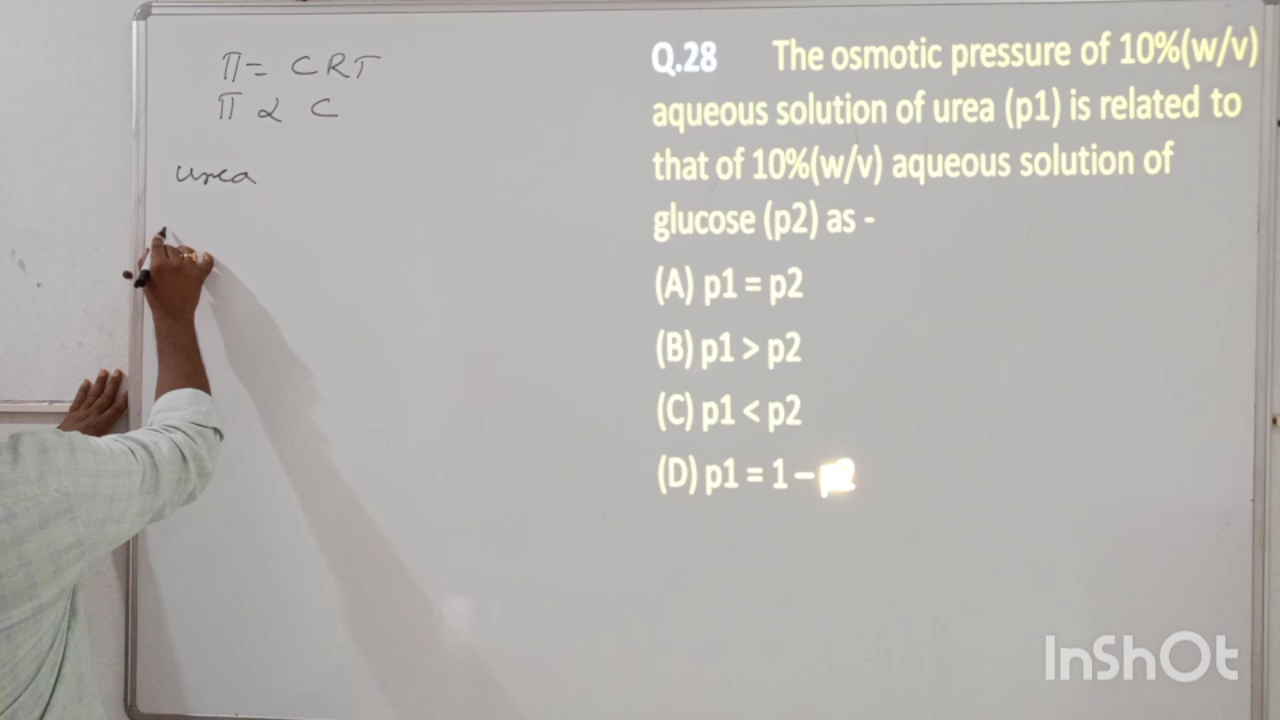 π = CRT
π α C
urea
Q.28 The osmotic pressure of 10%(w/v)
aqueous solution of urea (p1) is related to
that of 10%(w/v) aqueous solution of
glucose (p2) as -
(A) p1 = p2
(B) p1 > p2
(C) p1 < p2
(D) p1 = 1 – p2
InShOt